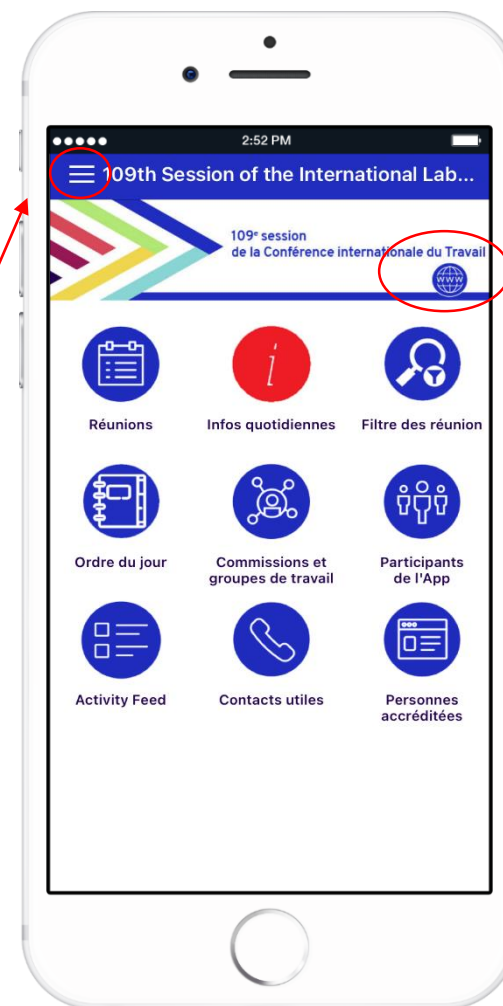 2:52 PM
109th Session of the International Lab...
109e session
de la Conférence internationale du Travail
www
Réunions
Infos quotidiennes
Filtre des réunion
Ordre du jour
Commissions et
groupes de travail
Participants
de l'App
Activity Feed
Contacts utiles
Personnes
accréditées